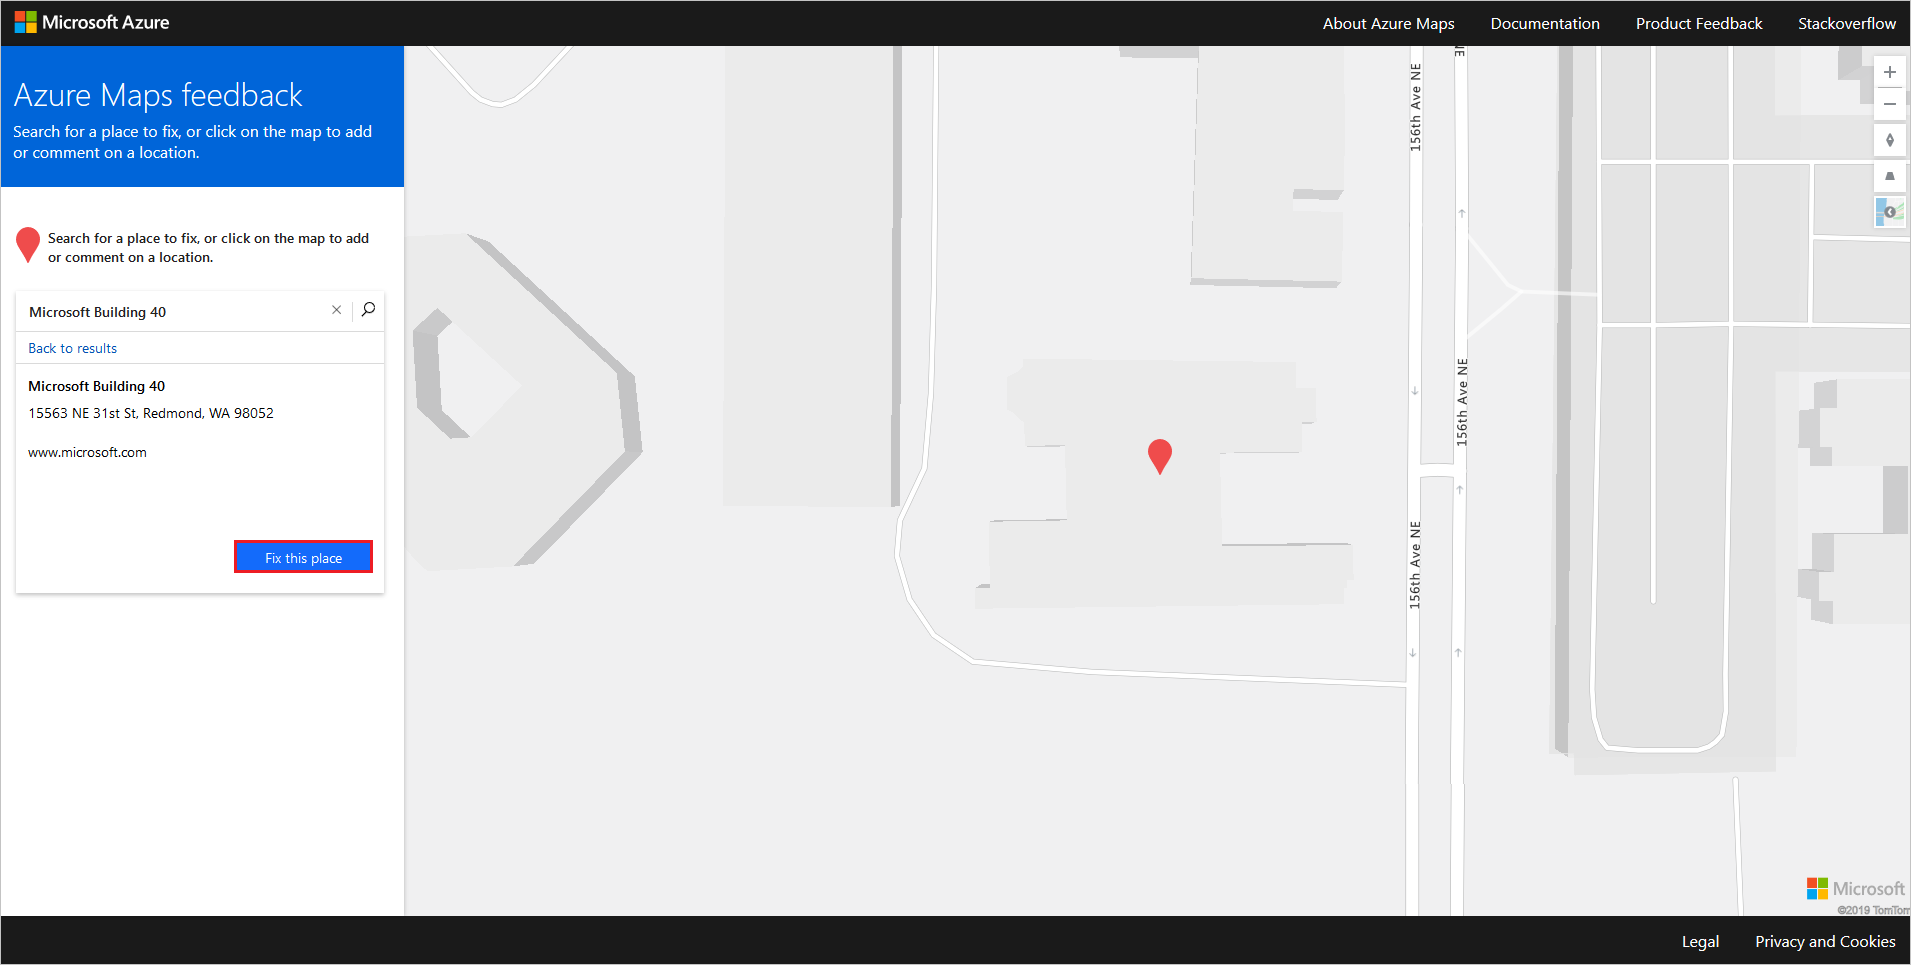 Microsoft Azure
About Azure Maps
Documentation
Product Feedback
Stackoverflow
Azure Maps feedback
Search for a place to fix, or click on the map to add
or comment on a location.
Search for a place to fix, or click on the map to add
or comment on a location.
Microsoft Building 40
Back to results
Microsoft Building 40
15563 NE 31st St, Redmond, WA 98052
www.microsoft.com
Fix this place
156th Ave NE
NE
156th Ave NE
156th Ave NE
Microsoft
©2019 TomTom
Legal
Privacy and Cookies